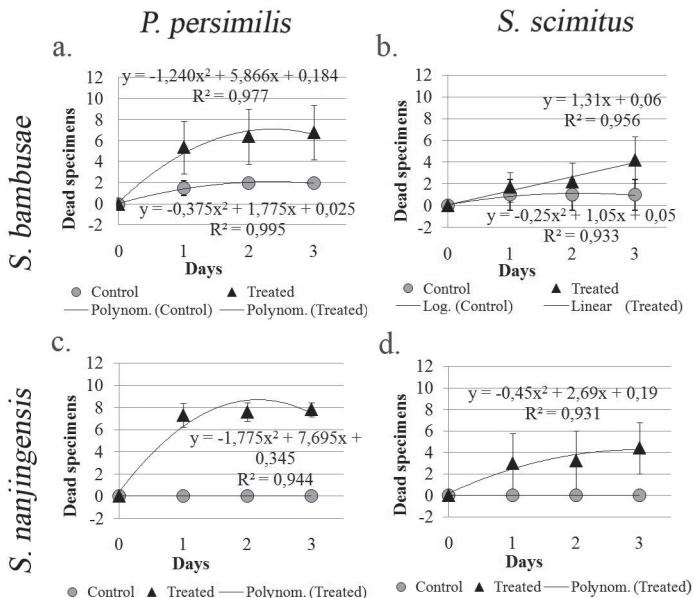 P. persimilis
S. scimitus
a.
b.
S. bambusae
Dead specimens
12
10
8
6
4
2
0
-2
y = -1,240x² + 5,866x + 0,184
R² = 0,977
y = -0,375x² + 1,775x + 0,025
R² = 0,995
0 1 2 3
Days
Control Treated
Polynom. (Control) Polynom. (Treated)
Dead specimens
12
10
8
6
4
2
0
-2
y = 1,31x + 0,06
R² = 0,956
y = -0,25x² + 1,05x + 0,05
R² = 0,933
0 1 2 3
Days
Control Treated
Log. (Control) Linear (Treated)
c.
d.
S. nanjingensis
Dead specimens
12
10
8
6
4
2
0
-2
y = -1,775x² + 7,695x +
0,345
R² = 0,944
0 1 2 3
Days
Control Treated Polynom. (Treated)
Dead specimens
12
10
8
6
4
2
0
-2
y = -0,45x² + 2,69x + 0,19
R² = 0,931
0 1 2 3
Days
Control Treated Polynom. (Treated)